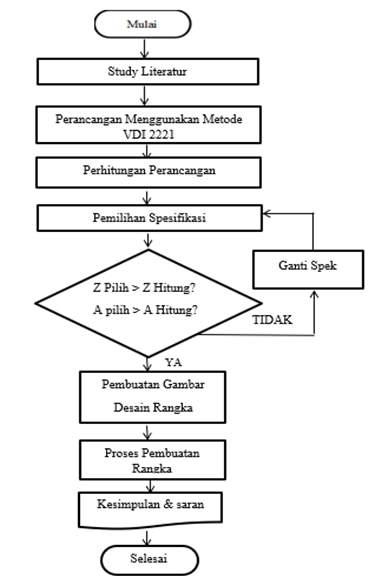 Mulai
Study Literatur
Perancangan Menggunakan Metode
VDI 2221
Perhitungan Perancangan
Pemilihan Spesifikasi
Ganti Spek
Z Pilih > Z Hitung?
A pilih > A Hitung?
TIDAK
YA
Pembuatan Gambar
Desain Rangka
Proses Pembuatan
Rangka
Kesimpulan & saran
Selesai